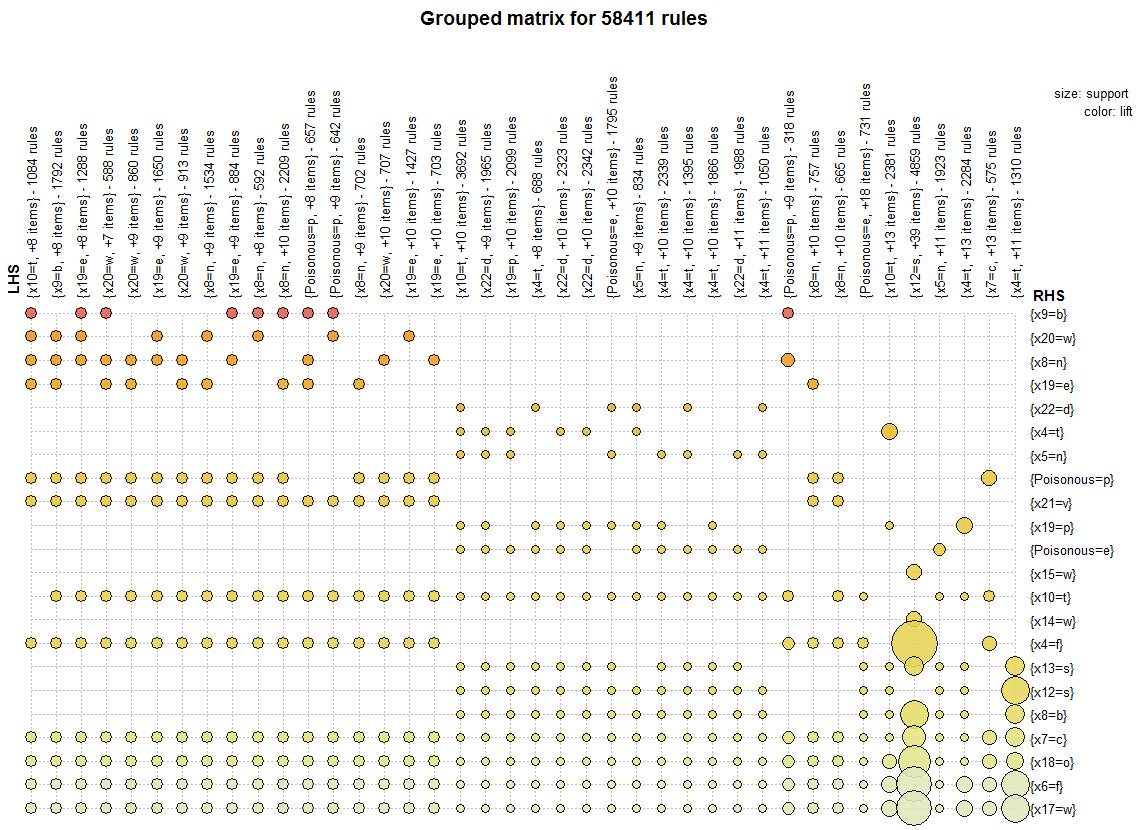 Grouped matrix for 58411 rules
size: support
color: lift
LHS
{x10=t, +8 items} - 1084 rules
{x9=b, +8 items} - 1792 rules
{x19=e, +8 items} - 1288 rules
{x20=w, +7 items} - 588 rules
{x20=w, +9 items} - 860 rules
{x19=e, +9 items} - 1650 rules
{x20=w, +9 items} - 913 rules
{x8=n, +9 items} - 1534 rules
{x19=e, +9 items} - 884 rules
{x8=n, +8 items} - 592 rules
{x8=n, +10 items} - 2209 rules
{Poisonous=p, +8 items} - 657 rules
{Poisonous=p, +9 items} - 642 rules
{x8=n, +9 items} - 702 rules
{x20=w, +10 items} - 707 rules
{x19=e, +10 items} - 1427 rules
{x19=e, +10 items} - 703 rules
{x10=t, +10 items} - 3692 rules
{x22=d, +9 items} - 1965 rules
{x19=p, +10 items} - 2099 rules
{x4=t, +8 items} - 688 rules
{x22=d, +10 items} - 2323 rules
{x22=d, +10 items} - 2342 rules
{Poisonous=e, +10 items} - 1795 rules
{x5=n, +9 items} - 834 rules
{x4=t, +10 items} - 2339 rules
{x4=t, +10 items} - 1395 rules
{x4=t, +10 items} - 1866 rules
{x22=d, +11 items} - 1988 rules
{x4=t, +11 items} - 1050 rules
{Poisonous=p, +9 items} - 318 rules
{x8=n, +10 items} - 757 rules
{x8=n, +10 items} - 665 rules
{Poisonous=e, +18 items} - 731 rules
{x10=t, +13 items} - 2381 rules
{x12=s, +39 items} - 4859 rules
{x5=n, +11 items} - 1923 rules
{x4=t, +13 items} - 2284 rules
{x7=c, +13 items} - 575 rules
{x4=t, +11 items} - 1310 rules
RHS
{x9=b}
{x20=w}
{x8=n}
{x19=e}
{x22=d}
{x4=t}
{x5=n}
{Poisonous=p}
{x21=v}
{x19=p}
{Poisonous=e}
{x15=w}
{x10=t}
{x14=w}
{x4=f}
{x13=s}
{x12=s}
{x8=b}
{x7=c}
{x18=o}
{x6=f}
{x17=w}